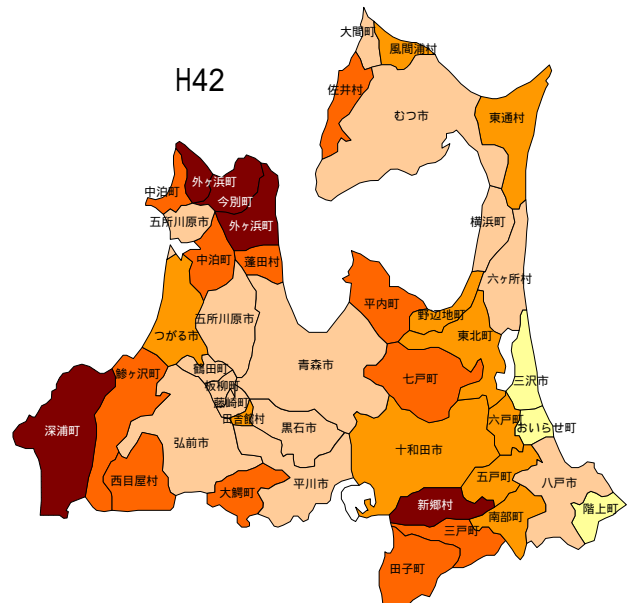 大間町
風間浦村
H42
佐井村
むつ市
東通村
外ヶ浜町
中泊町
今別町
五所川原市
外ヶ浜町
横浜町
中泊町
蓬田村
六ヶ所村
平内町
野辺地町
五所川原市
つがる市
東北町
青森市
鶴田町
鰺ヶ沢町
七戸町
三沢市
板柳町
藤崎町
田舎館村
六戸町
おいらせ町
深浦町
黒石市
弘前市
十和田市
西目屋村
平川市
五戸町
八戸市
大鰐町
新郷村
階上町
南部町
三戸町
田子町